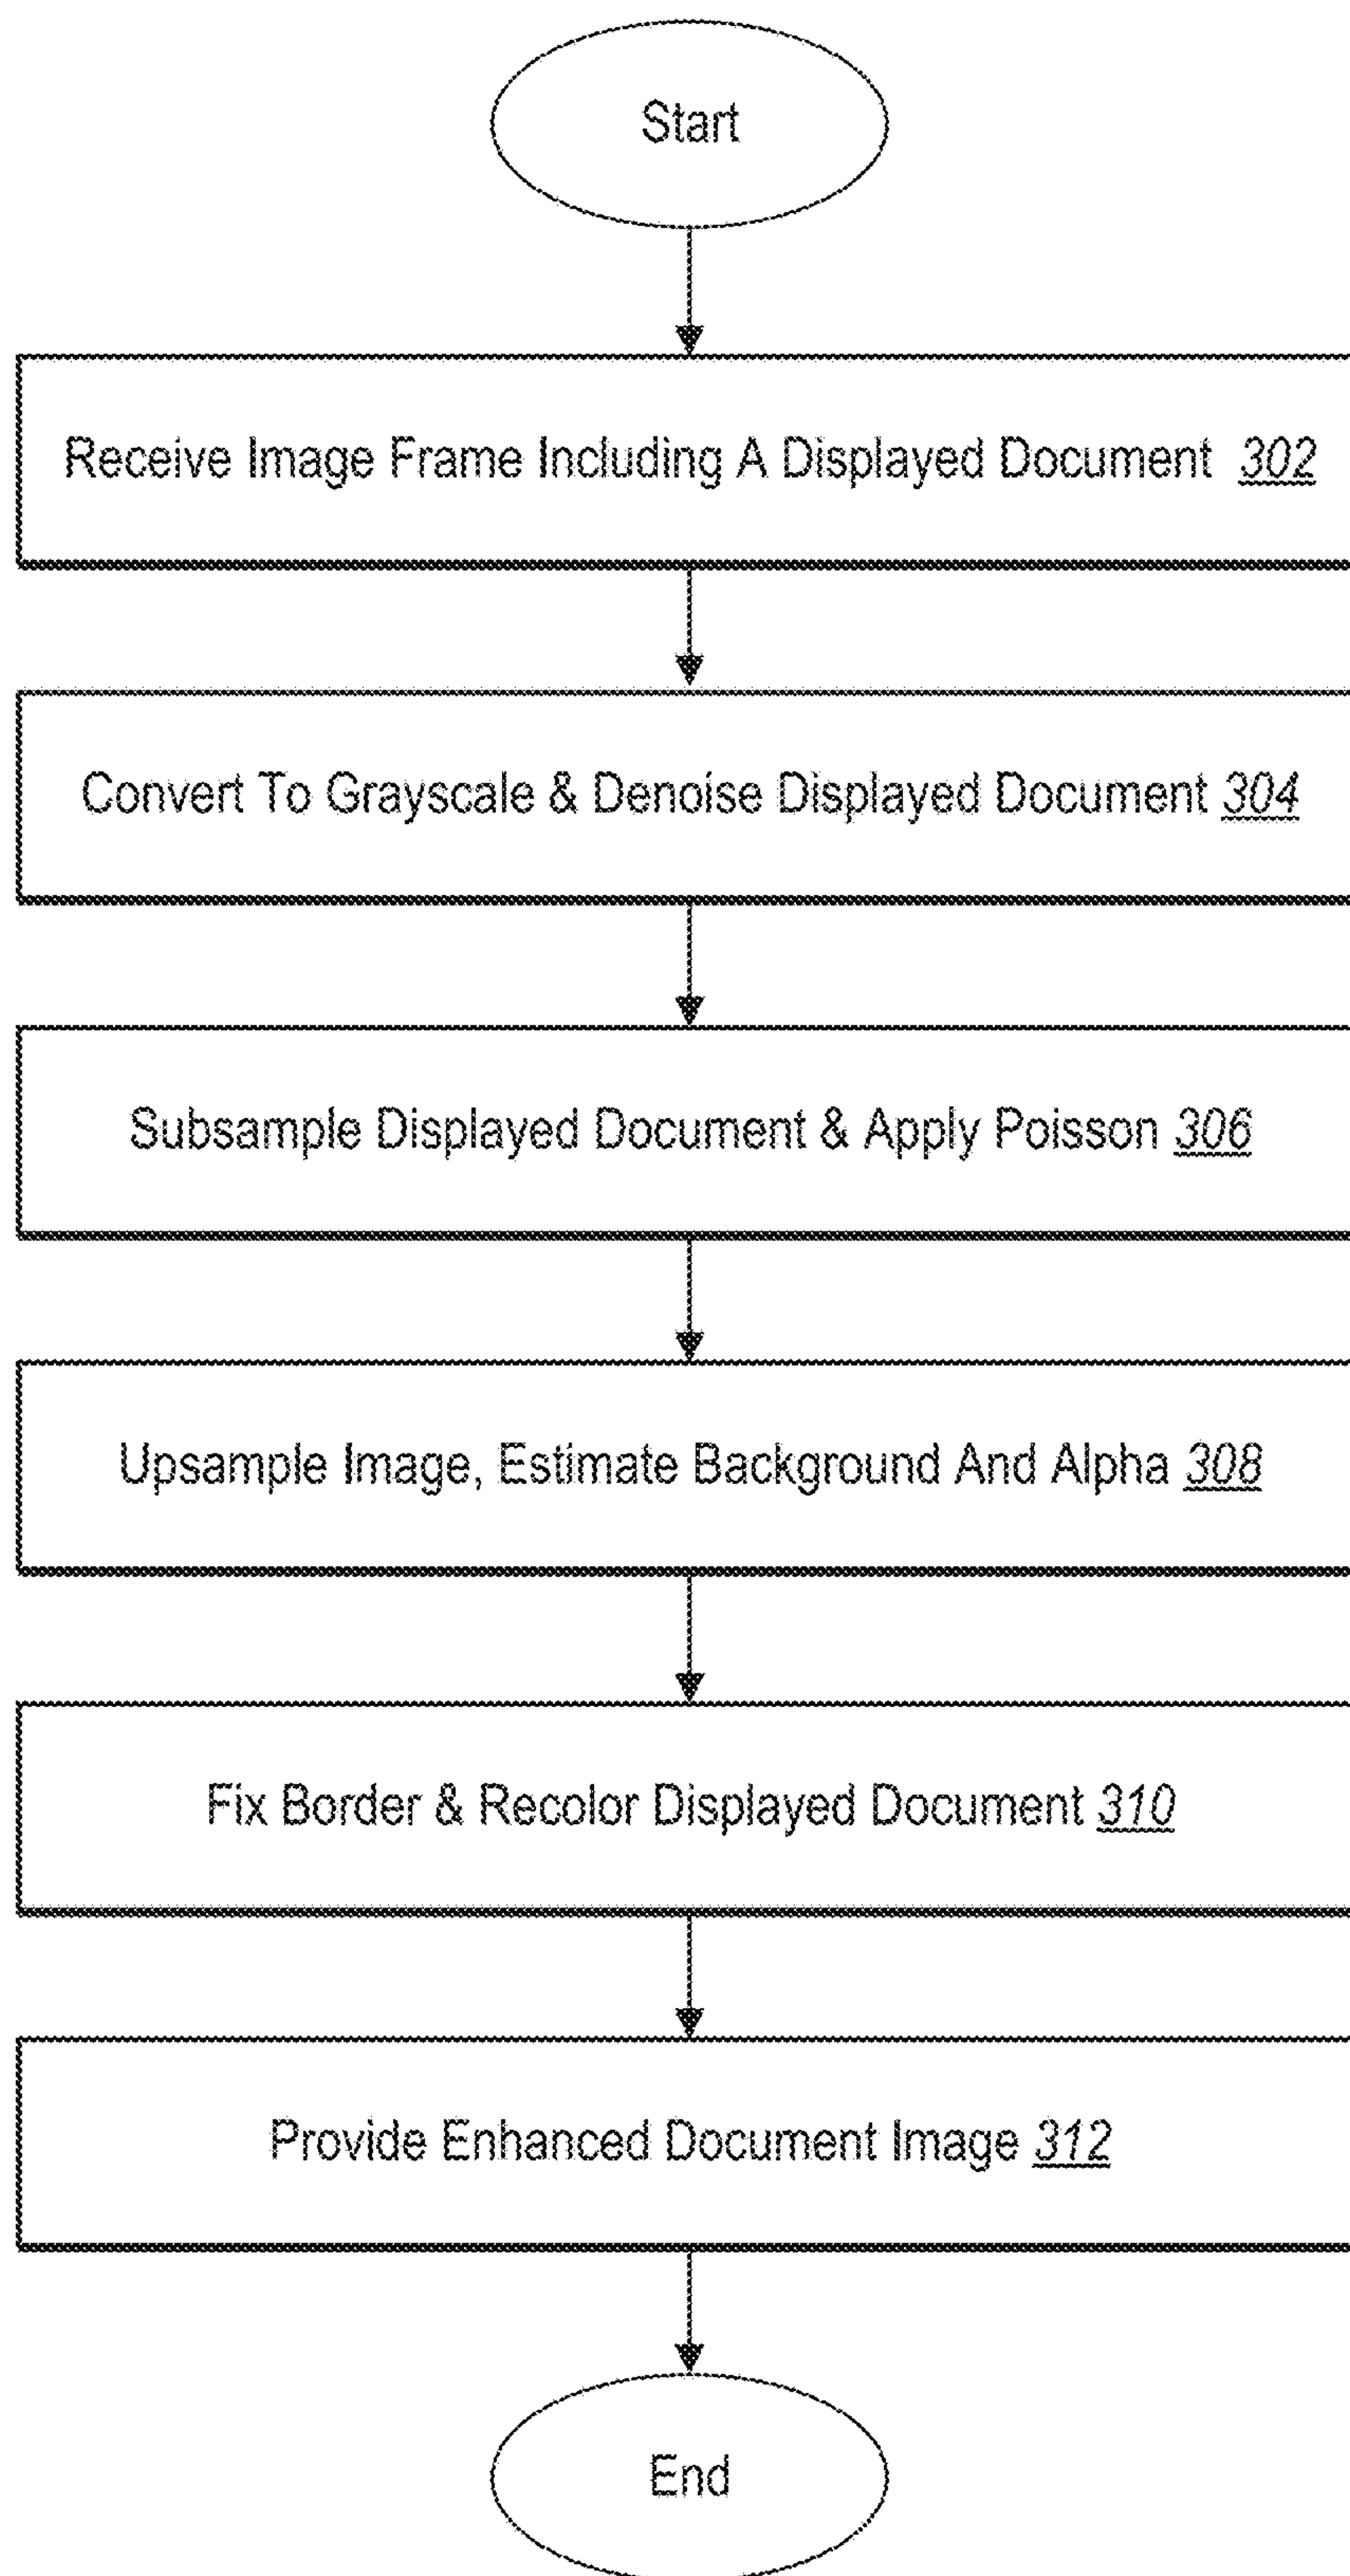 Start
Receive Image Frame Including A Displayed Document 302
Convert To Grayscale & Denoise Displayed Document 304
Subsample Displayed Document & Apply Poisson 306
Upsample Image, Estimate Background And Alpha 308
Fix Border & Recolor Displayed Document 310
Provide Enhanced Document Image 312
End